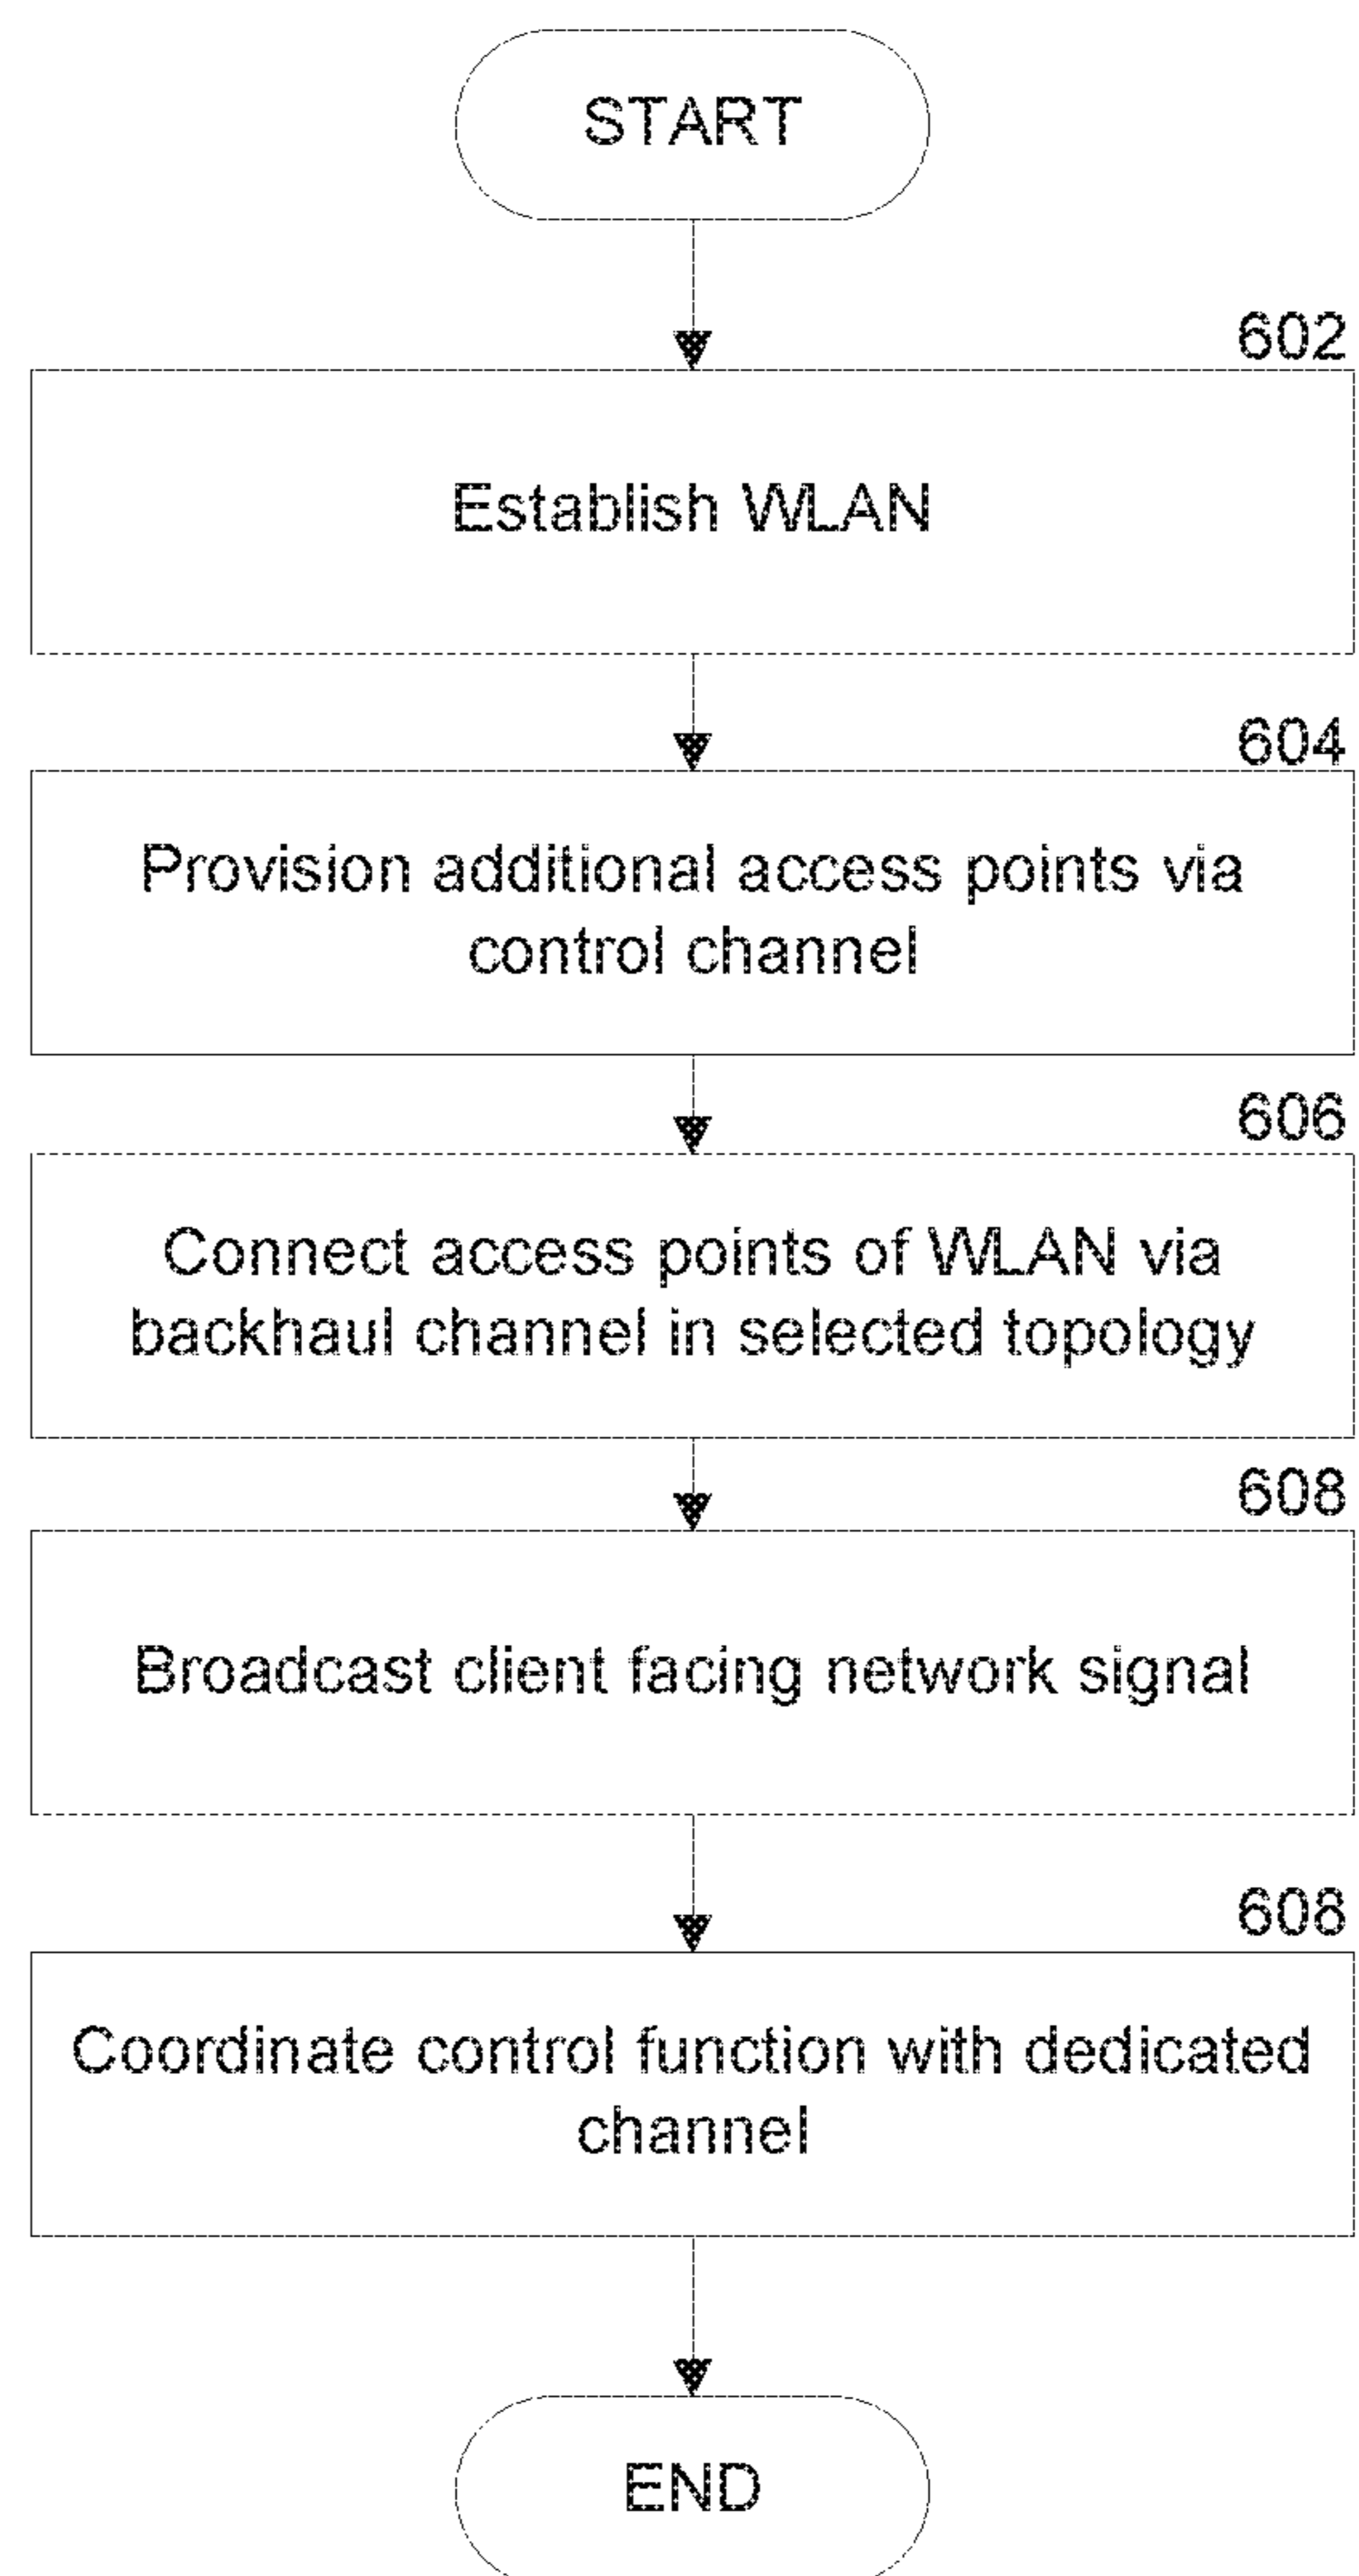 START
602
Establish WLAN
604
Provision additional access points via
control channel
606
Connect access points of WLAN via
backhaul channel in selected topology
608
Broadcast client facing network signal
608
Coordinate control function with dedicated
channel
END